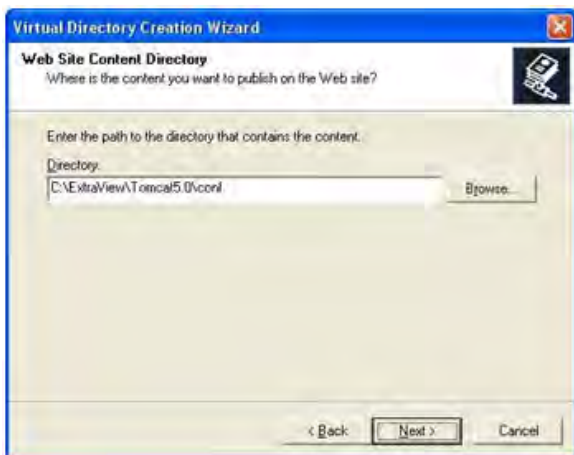 Virtual Directory Creation Wizard
Web Site Content Directory
Where is the content you want to publish on the Web site?
Enter the path to the directory that contains the content.
Directory:
C:\ExtraView\Tomcat5.0\conf
Browse...
< Back
Next >
Cancel